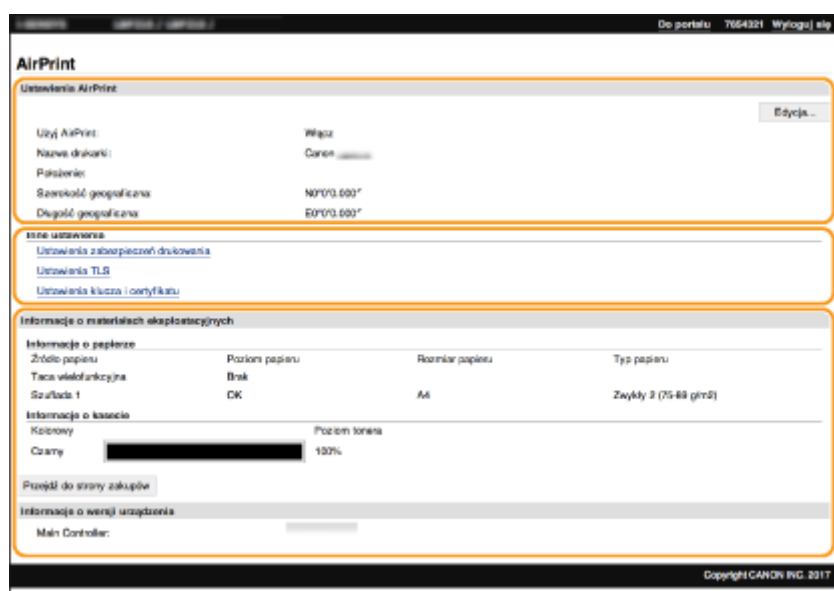 Do portalu 7654321 Wyloguj się
AirPrint
Ustawienia AirPrint
Edycja...
Użyj AirPrint: Włącz
Nazwa drukarki: Canon
Położenie:
Szerokość geograficzna: N0°0'0.000"
Długość geograficzna: E0°0'0.000"
Inne ustawienia
Ustawienia zabezpieczeń drukowania
Ustawienia TLS
Ustawienia klucza i certyfikatu
Informacje o materiałach eksploatacyjnych
Informacje o papierze
Źródło papieru Poziom papieru Rozmiar papieru Typ papieru
Taca wielofunkcyjna Brak
Szuflada 1 OK A4 Zwykły 2 (75-89 g/m2)
Informacje o kasecie
Kolorowy Poziom tonera
Czarny 100%
Przejdź do strony zakupów
Informacje o wersji urządzenia
Main Controller:
Copyright CANON INC. 2017